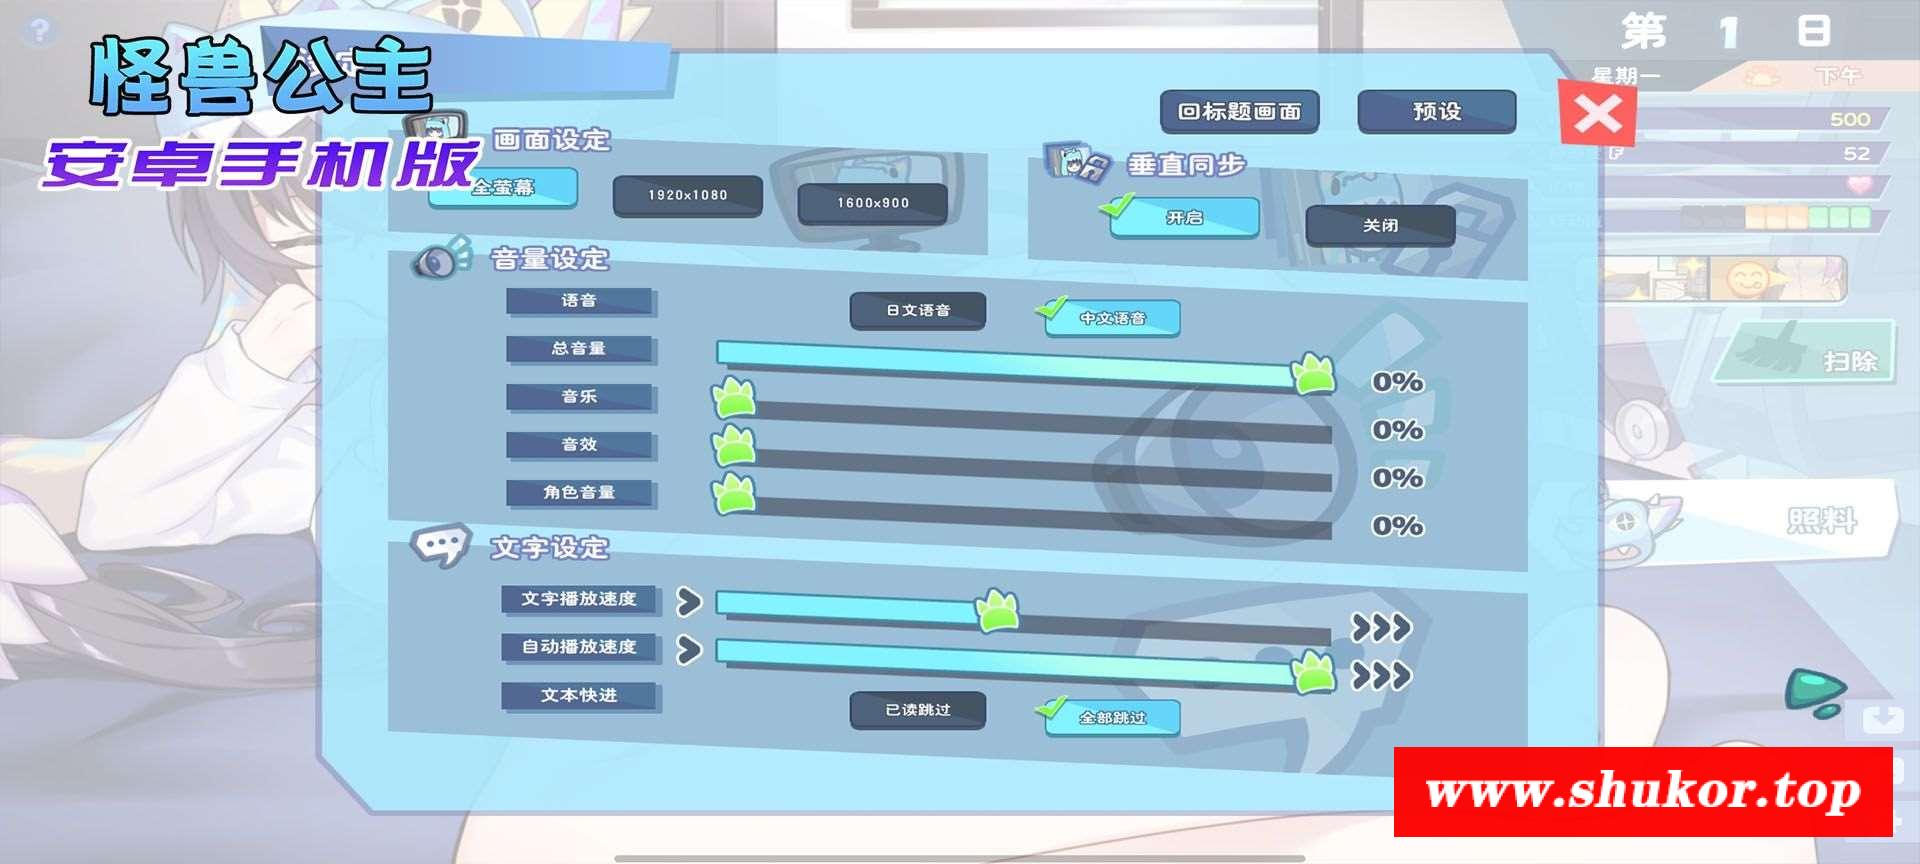 怪兽公主
安卓手机版
第 1 日
星期一 下午
回标题画面 预设
500
52
画面设定
全萤幕 1920x1080 1600x900
垂直同步
开启 关闭
音量设定
语音 日文语音 中文语音
总音量 0%
音乐 0%
音效 0%
角色音量 0%
扫除
照料
文字设定
文字播放速度
自动播放速度
文本快进 已读跳过 全部跳过
www.shukor.top